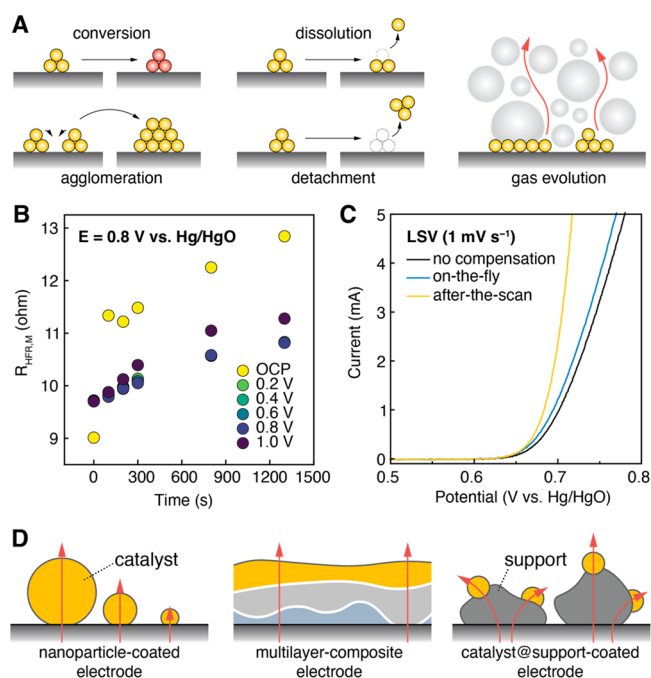 A
conversion
dissolution
agglomeration
detachment
gas evolution
B
E = 0.8 V vs. Hg/HgO
13
12
11
10
9
R_HFR,M (ohm)
OCP
0.2 V
0.4 V
0.6 V
0.8 V
1.0 V
0
300
600
900
1200
1500
Time (s)
C
LSV (1 mV s⁻¹)
no compensation
on-the-fly
after-the-scan
5
4
3
2
1
0
Current (mA)
0.5
0.6
0.7
0.8
Potential (V vs. Hg/HgO)
D
catalyst
support
nanoparticle-coated
electrode
multilayer-composite
electrode
catalyst@support-coated
electrode